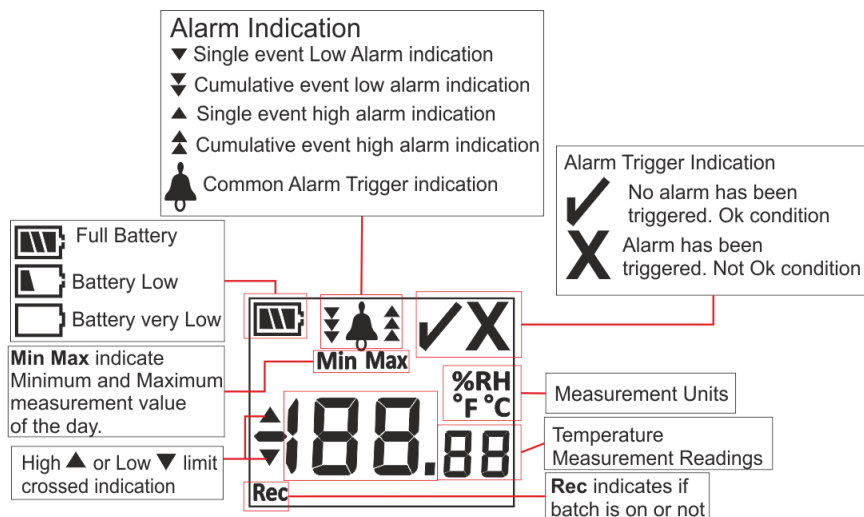 Alarm Indication
▼ Single event Low Alarm indication
Cumulative event low alarm indication
▲ Single event high alarm indication
Cumulative event high alarm indication
Common Alarm Trigger indication
Alarm Trigger Indication
No alarm has been
triggered. Ok condition
Alarm has been
triggered. Not Ok condition
Full Battery
Battery Low
Battery very Low
Min Max indicate
Minimum and Maximum
measurement value
of the day.
High ▲ or Low ▼ limit
crossed indication
Min Max
%RH
°F °C
188.88
Rec
Measurement Units
Temperature
Measurement Readings
Rec indicates if
batch is on or not